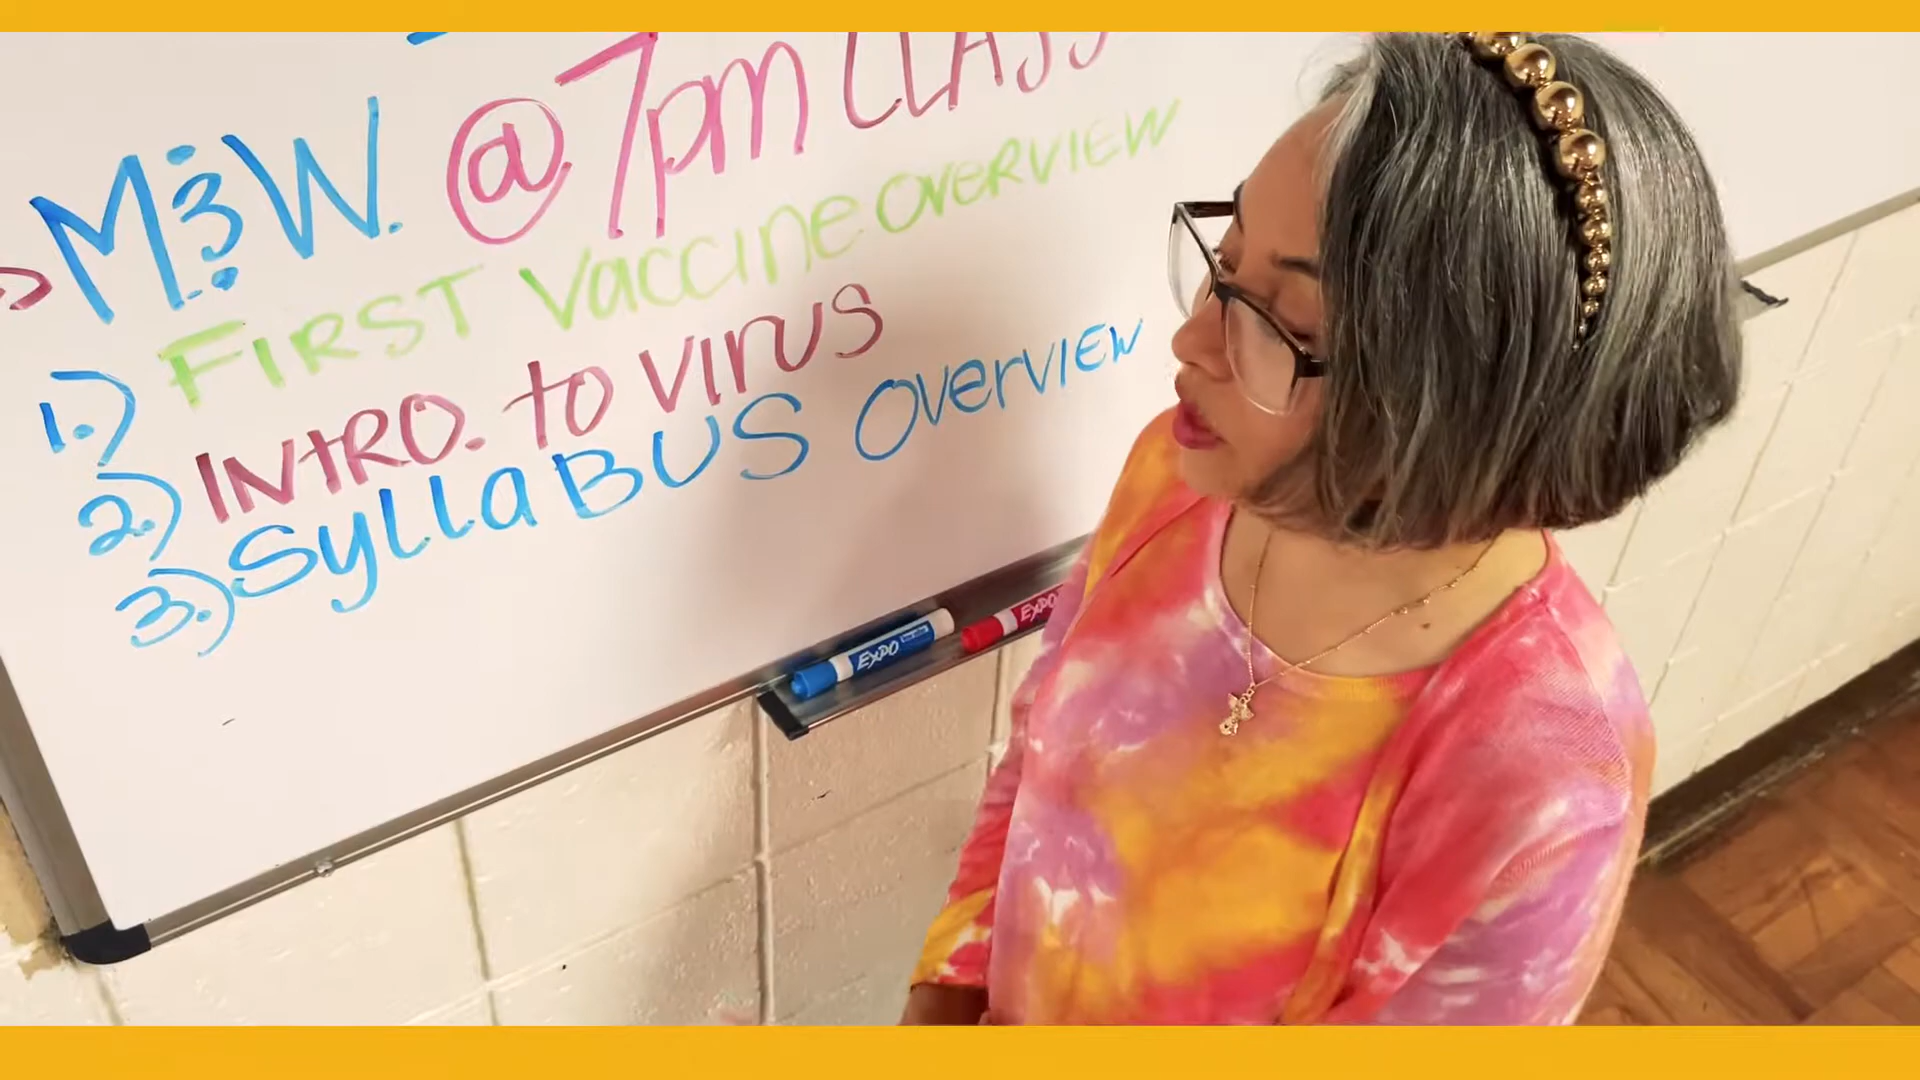 M & W. @ 7pm CLASS
1.) FIRST Vaccine OVERVIEW
2.) INTRO. to VIRUS
3.) SyllaBUS OVERVIEW
EXPO
EXPO